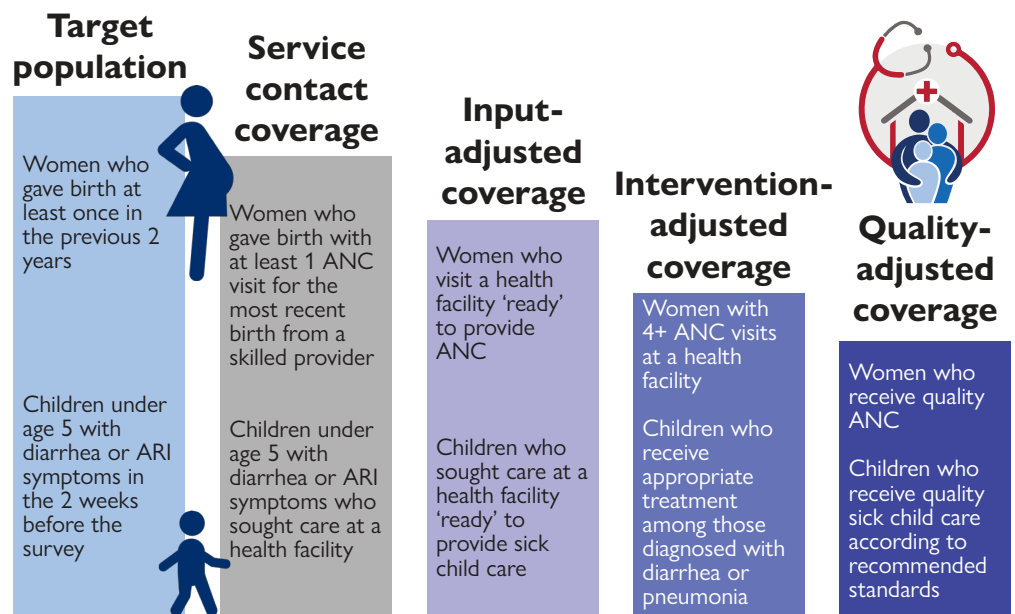 Target
population
Women who
gave birth at
least once in
the previous 2
years
Children under
age 5 with
diarrhea or ARI
symptoms in
the 2 weeks
before the
survey
Service
contact
coverage
Women who
gave birth with
at least 1 ANC
visit for the
most recent
birth from a
skilled provider
Children under
age 5 with
diarrhea or ARI
symptoms who
sought care at a
health facility
Input-
adjusted
coverage
Women who
visit a health
facility ‘ready’
to provide
ANC
Children who
sought care at a
health facility
‘ready’ to
provide sick
child care
Intervention-
adjusted
coverage
Women with
4+ ANC visits
at a health
facility
Children who
receive
appropriate
treatment
among those
diagnosed with
diarrhea or
pneumonia
Quality-
adjusted
coverage
Women who
receive quality
ANC
Children who
receive quality
sick child care
according to
recommended
standards